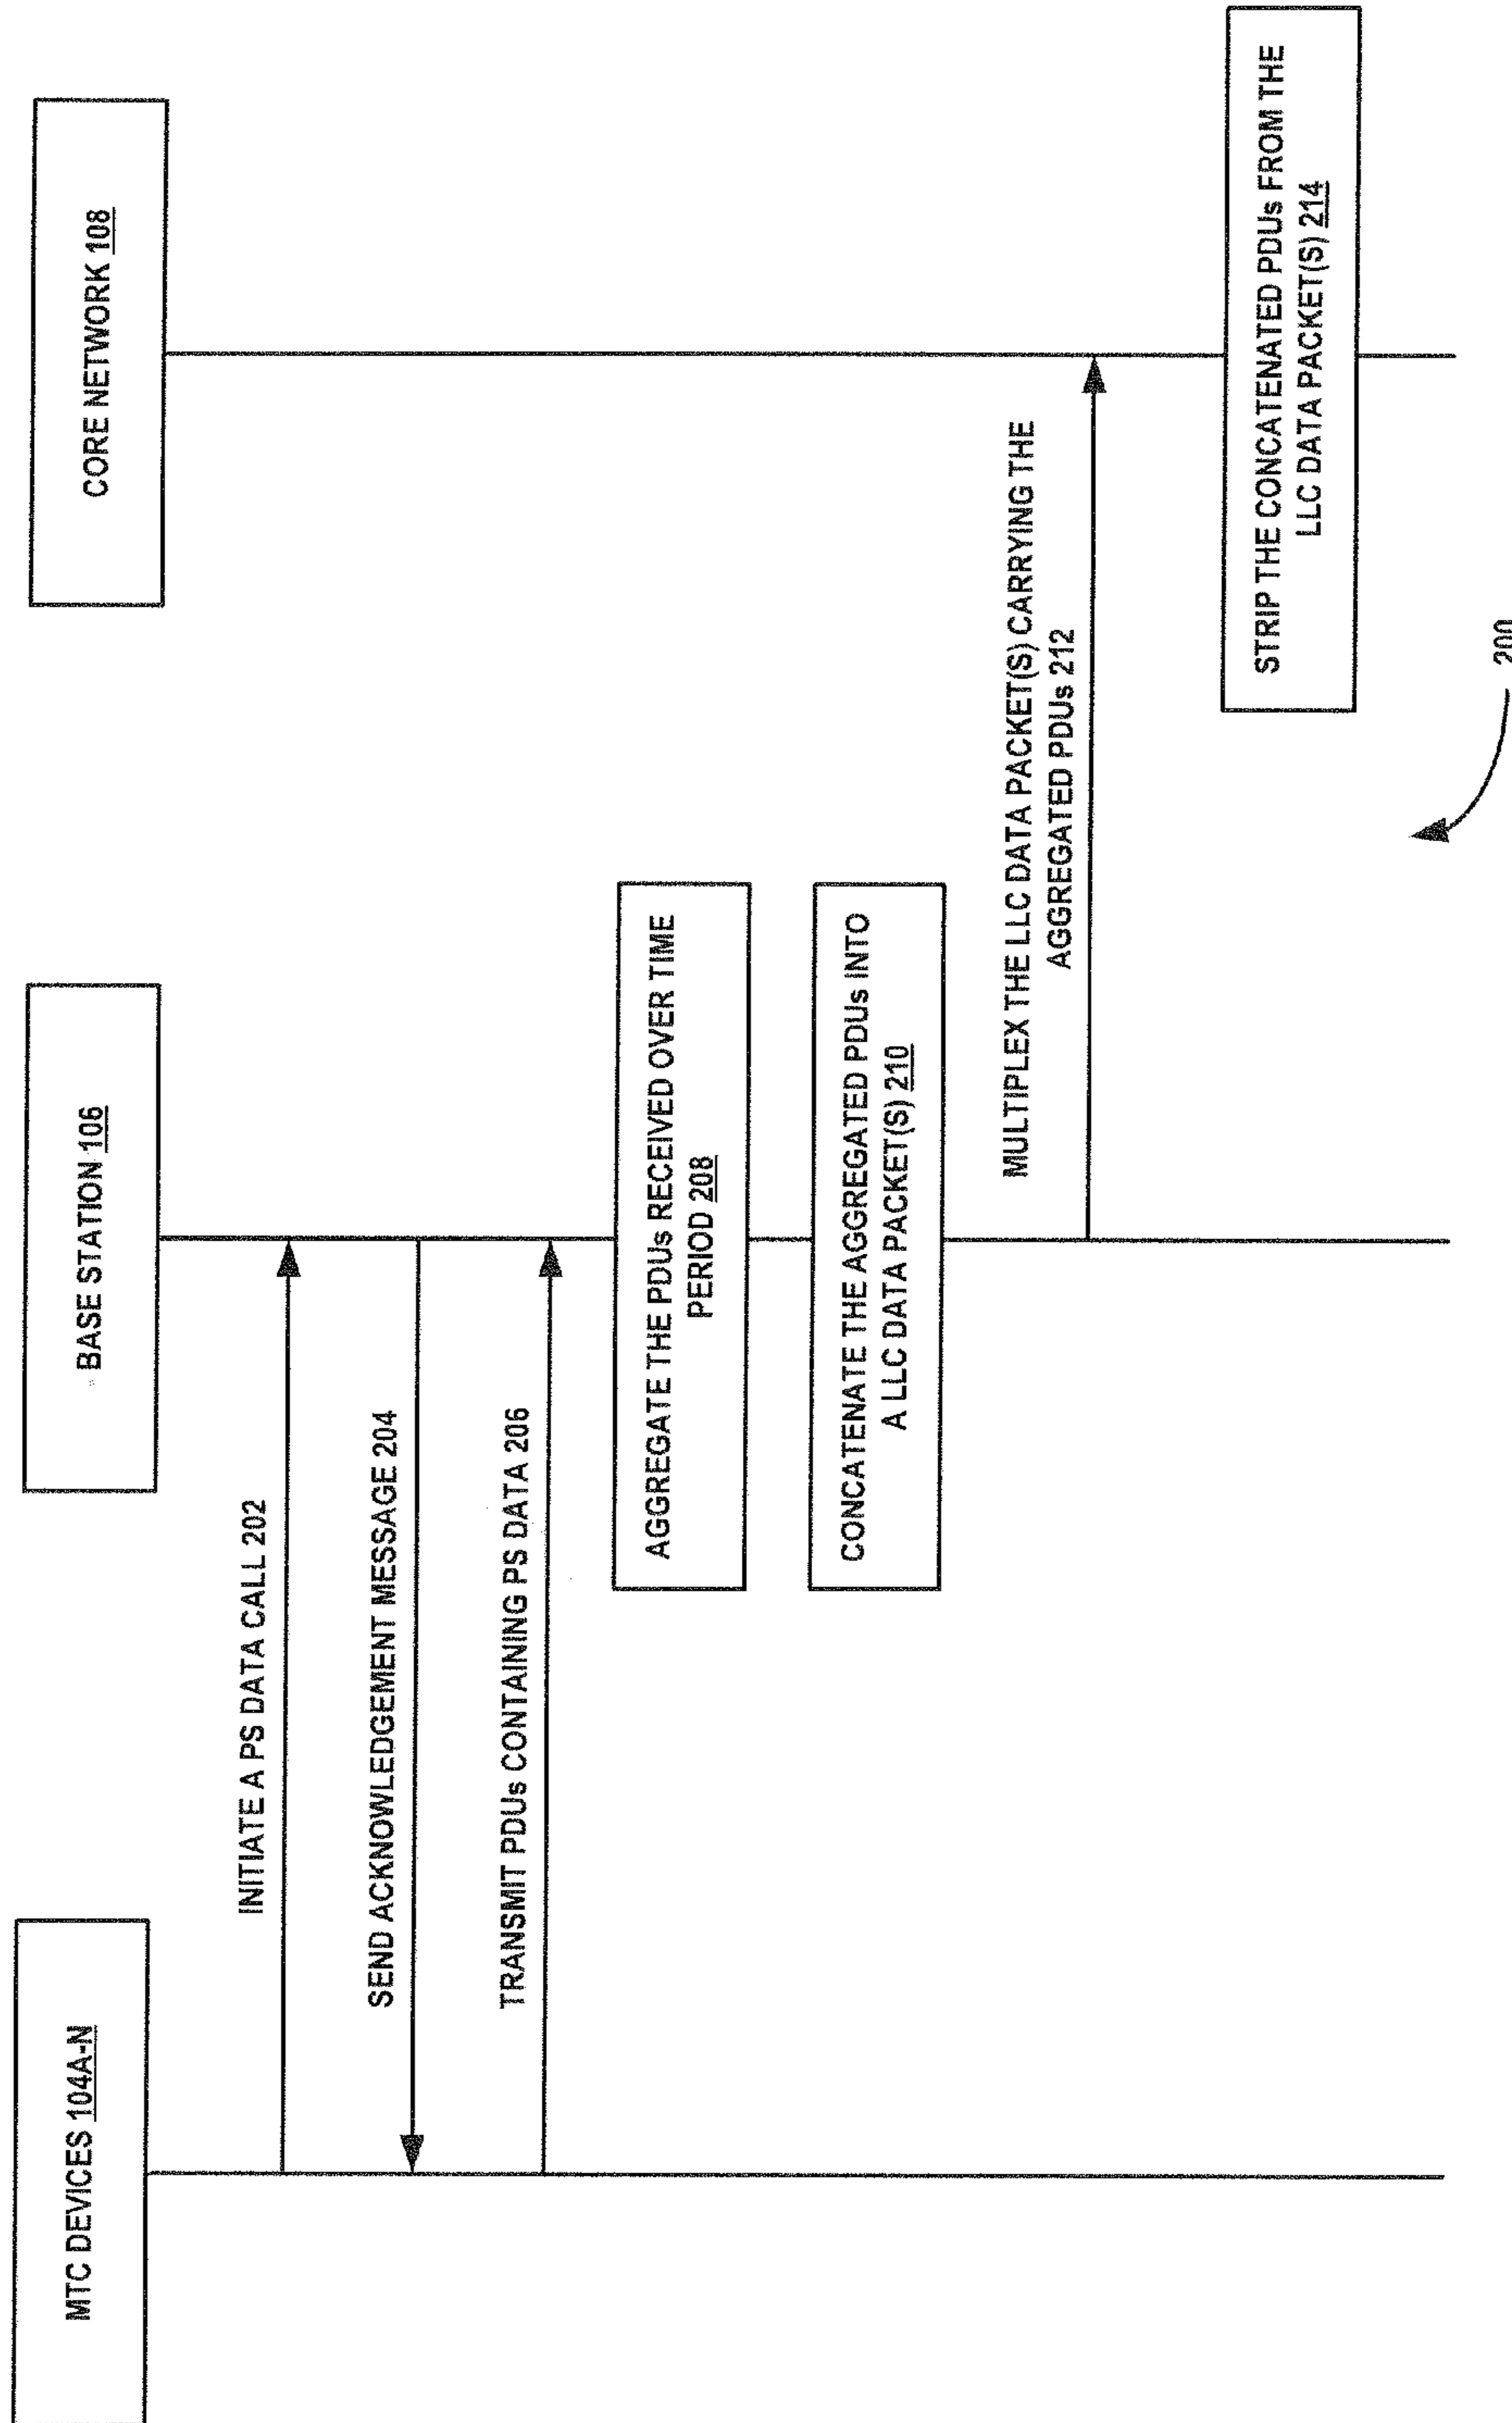 MTC DEVICES 104A-N
BASE STATION 106
CORE NETWORK 108
INITIATE A PS DATA CALL 202
SEND ACKNOWLEDGEMENT MESSAGE 204
TRANSMIT PDUs CONTAINING PS DATA 206
AGGREGATE THE PDUs RECEIVED OVER TIME
PERIOD 208
CONCATENATE THE AGGREGATED PDUs INTO
A LLC DATA PACKET(S) 210
MULTIPLEX THE LLC DATA PACKET(S) CARRYING THE
AGGREGATED PDUs 212
STRIP THE CONCATENATED PDUs FROM THE
LLC DATA PACKET(S) 214
200